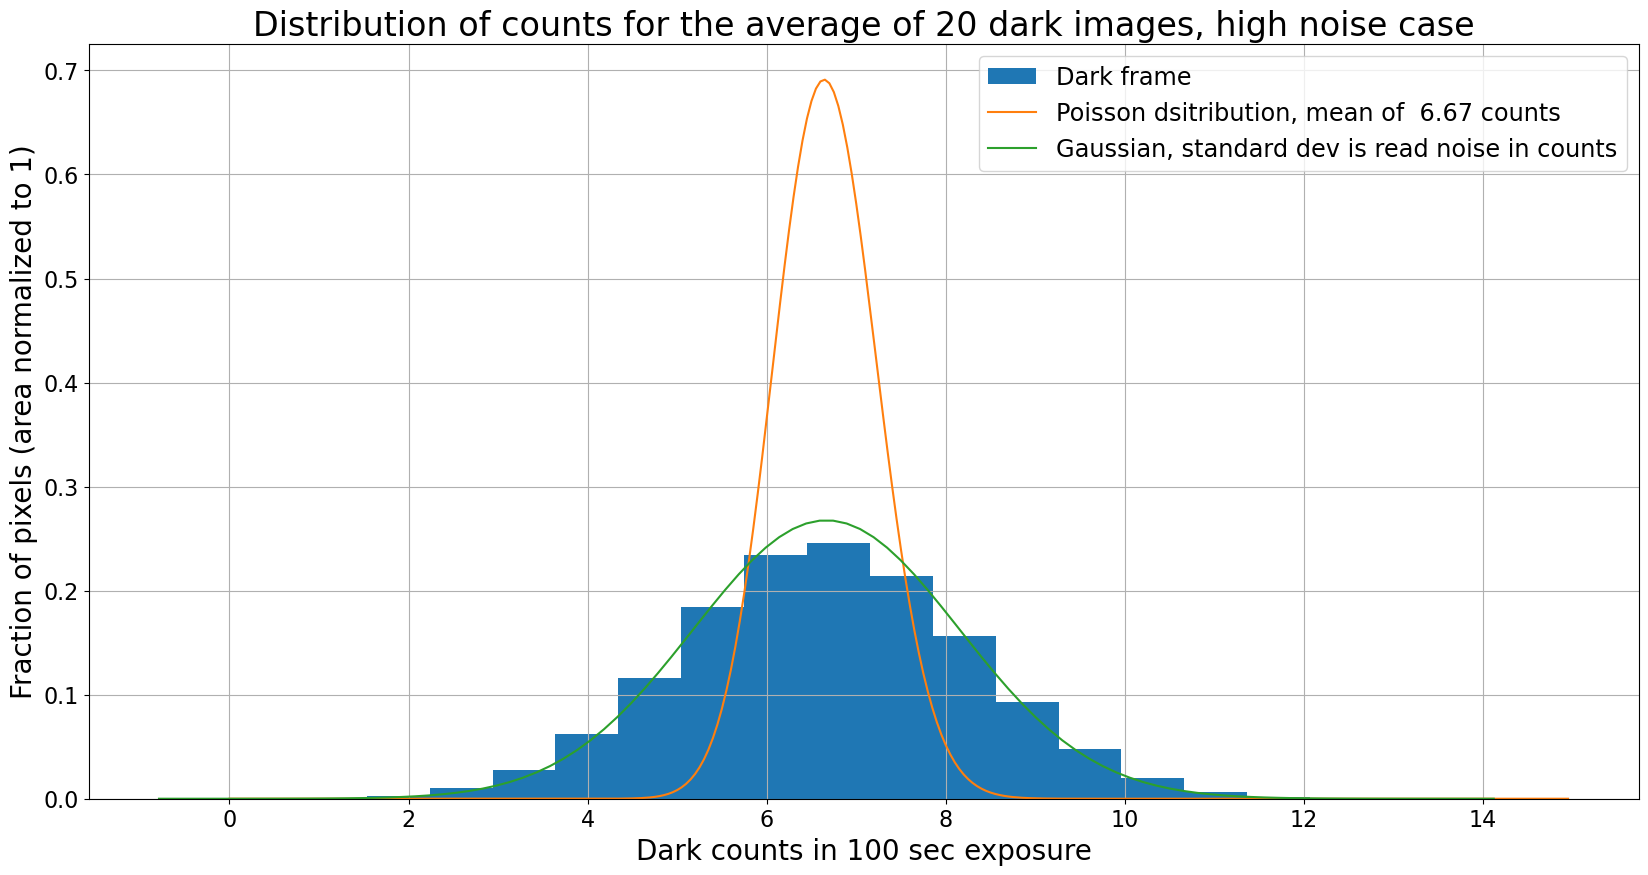 Distribution of counts for the average of 20 dark images, high noise case
Dark frame
Poisson dsitribution, mean of  6.67 counts
Gaussian, standard dev is read noise in counts
Fraction of pixels (area normalized to 1)
0.7
0.6
0.5
0.4
0.3
0.2
0.1
0.0
0 2 4 6 8 10 12 14
Dark counts in 100 sec exposure